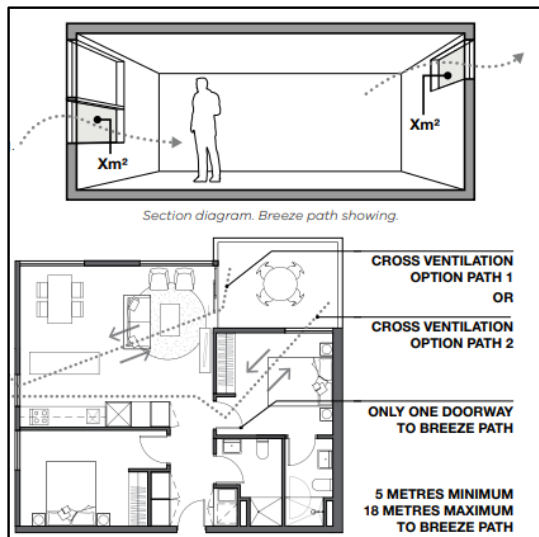 Xm²
Xm²
Section diagram. Breeze path showing.
CROSS VENTILATION
OPTION PATH 1
OR
CROSS VENTILATION
OPTION PATH 2
ONLY ONE DOORWAY
TO BREEZE PATH
5 METRES MINIMUM
18 METRES MAXIMUM
TO BREEZE PATH